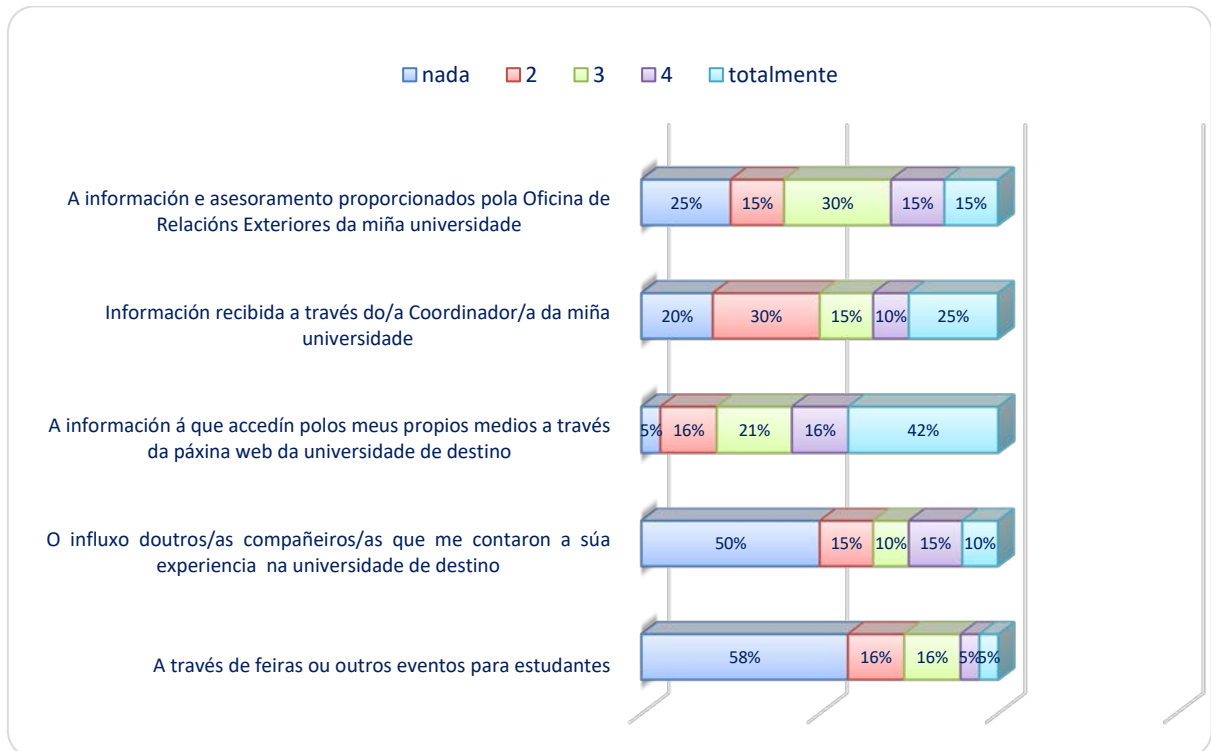 nada 2 3 4 totalmente
A información e asesoramento proporcionados pola Oficina de
Relacións Exteriores da miña universidade
25% 15% 30% 15% 15%
Información recibida a través do/a Coordinador/a da miña
universidade
20% 30% 15% 10% 25%
A información á que accedín polos meus propios medios a través
da páxina web da universidade de destino
5% 16% 21% 16% 42%
O influxo doutros/as compañeiros/as que me contaron a súa
experiencia na universidade de destino
50% 15% 10% 15% 10%
A través de feiras ou outros eventos para estudantes
58% 16% 16% 5% 5%